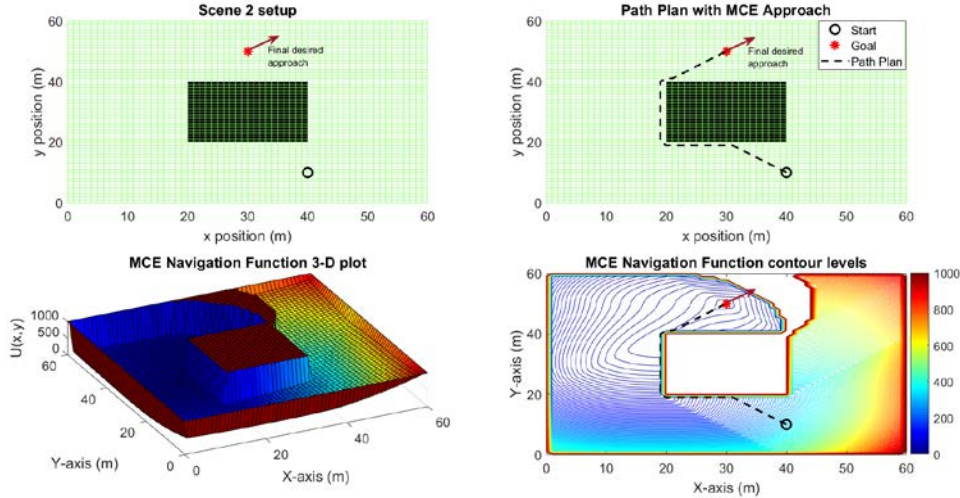 Scene 2 setup
60
40
20
0
y position (m)
Final desired
approach
0 10 20 30 40 50 60
x position (m)
Path Plan with MCE Approach
60
40
20
0
y position (m)
Final desired
approach
Start
Goal
Path Plan
0 10 20 30 40 50 60
x position (m)
MCE Navigation Function 3-D plot
1000
500
0
U(x,y)
60
40
20
0
Y-axis (m)
0
20
40
60
X-axis (m)
MCE Navigation Function contour levels
60
40
20
0
Y-axis (m)
0 10 20 30 40 50 60
X-axis (m)
1000
800
600
400
200
0